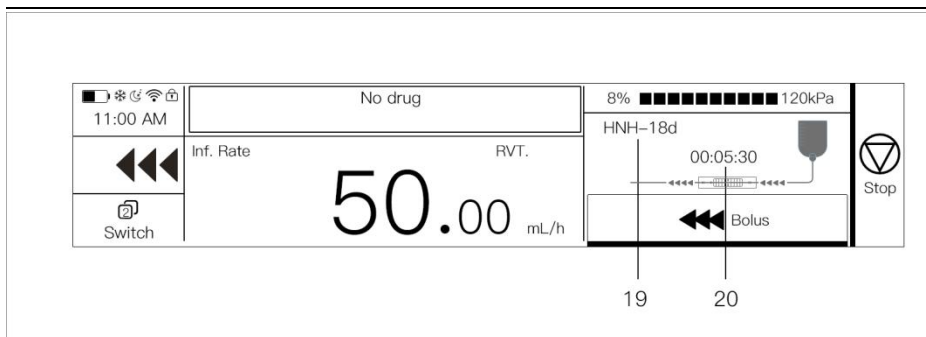 11:00 AM
No drug
8% 120kPa
HNH-18d
00:05:30
Inf. Rate RVT.
50.00 mL/h
2
Switch
Bolus
Stop
19 20